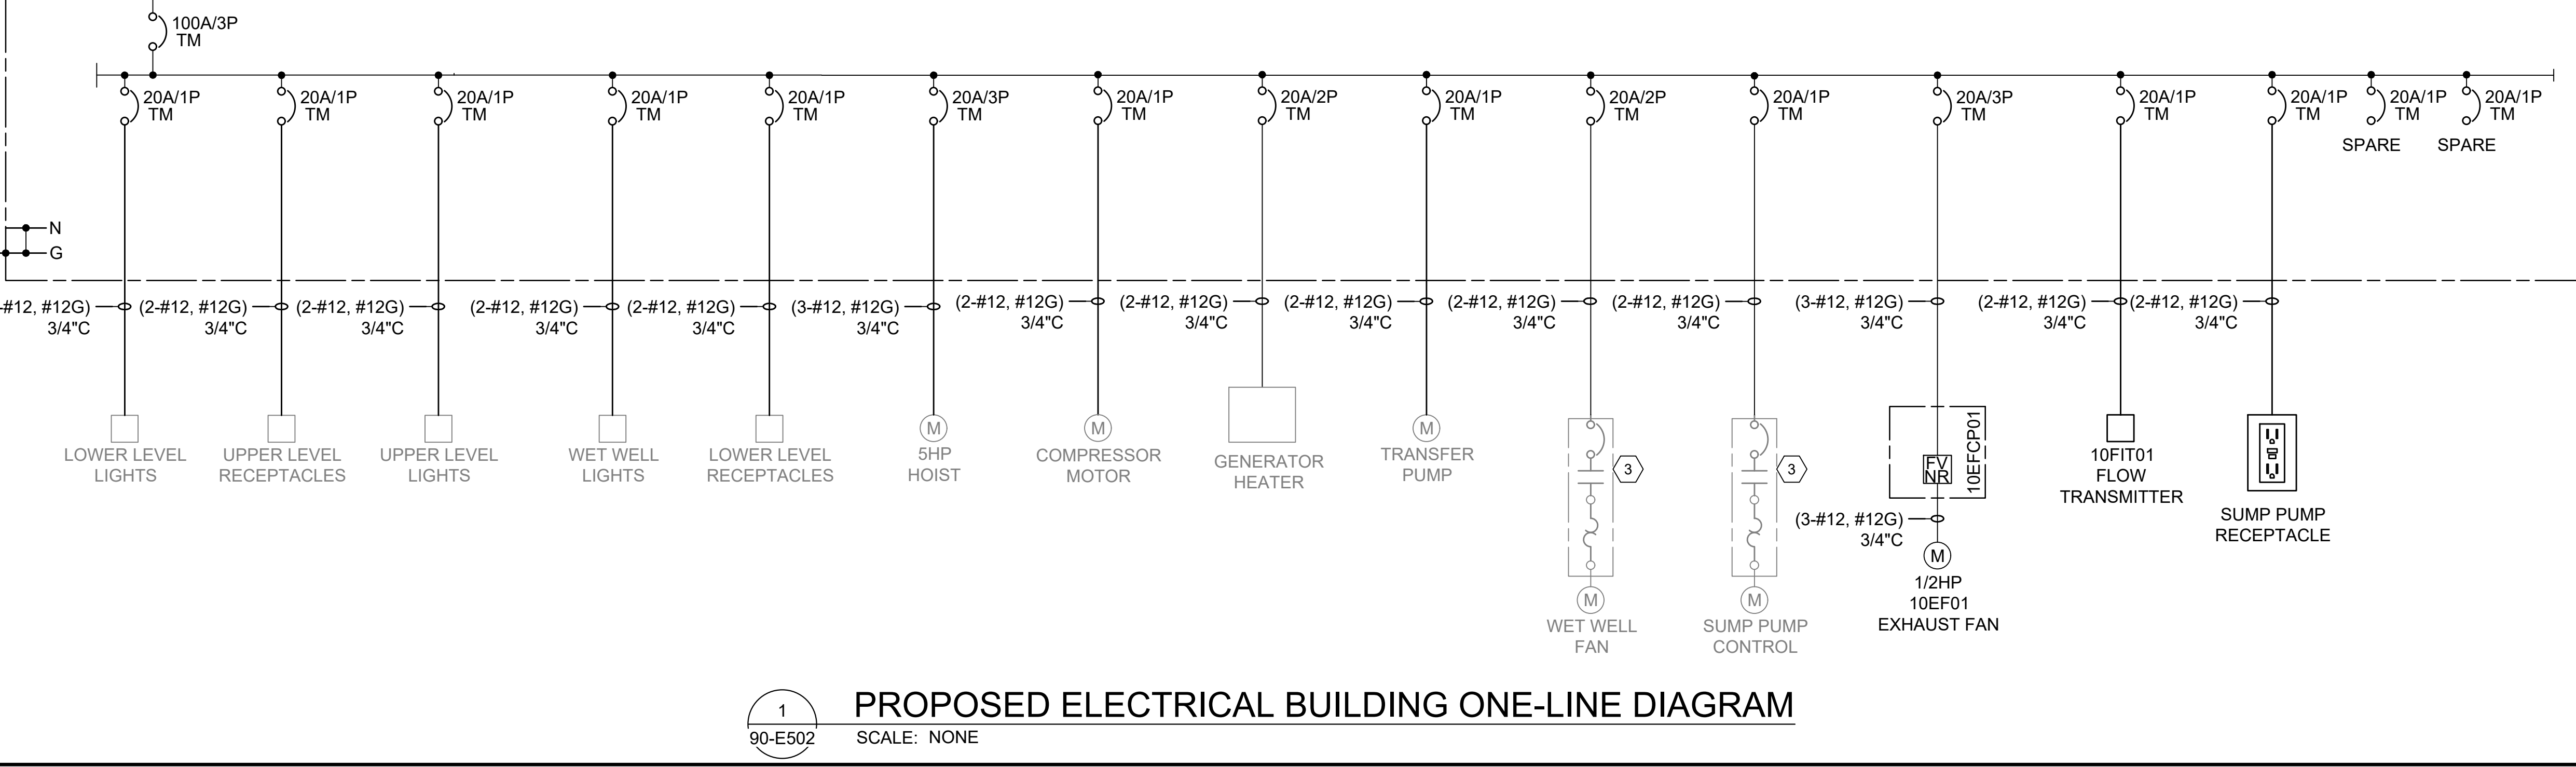 100A/3P
TM
20A/1P
TM
20A/1P
TM
20A/1P
TM
20A/1P
TM
20A/1P
TM
20A/3P
TM
20A/1P
TM
20A/2P
TM
20A/1P
TM
20A/2P
TM
20A/1P
TM
20A/3P
TM
20A/1P
TM
20A/1P
TM
20A/1P
TM
20A/1P
TM
SPARE
SPARE
N
G
-#12, #12G)
3/4"C
(2-#12, #12G)
3/4"C
(2-#12, #12G)
3/4"C
(2-#12, #12G)
3/4"C
(2-#12, #12G)
3/4"C
(3-#12, #12G)
3/4"C
(2-#12, #12G)
3/4"C
(2-#12, #12G)
3/4"C
(2-#12, #12G)
3/4"C
(2-#12, #12G)
3/4"C
(2-#12, #12G)
3/4"C
(3-#12, #12G)
3/4"C
(2-#12, #12G)
3/4"C
(2-#12, #12G)
3/4"C
LOWER LEVEL
LIGHTS
UPPER LEVEL
RECEPTACLES
UPPER LEVEL
LIGHTS
WET WELL
LIGHTS
LOWER LEVEL
RECEPTACLES
M
5HP
HOIST
M
COMPRESSOR
MOTOR
GENERATOR
HEATER
M
TRANSFER
PUMP
3
M
WET WELL
FAN
3
M
SUMP PUMP
CONTROL
FV
NR
10EFCP01
(3-#12, #12G)
3/4"C
M
1/2HP
10EF01
EXHAUST FAN
10FIT01
FLOW
TRANSMITTER
SUMP PUMP
RECEPTACLE
1
90-E502
PROPOSED ELECTRICAL BUILDING ONE-LINE DIAGRAM
SCALE: NONE